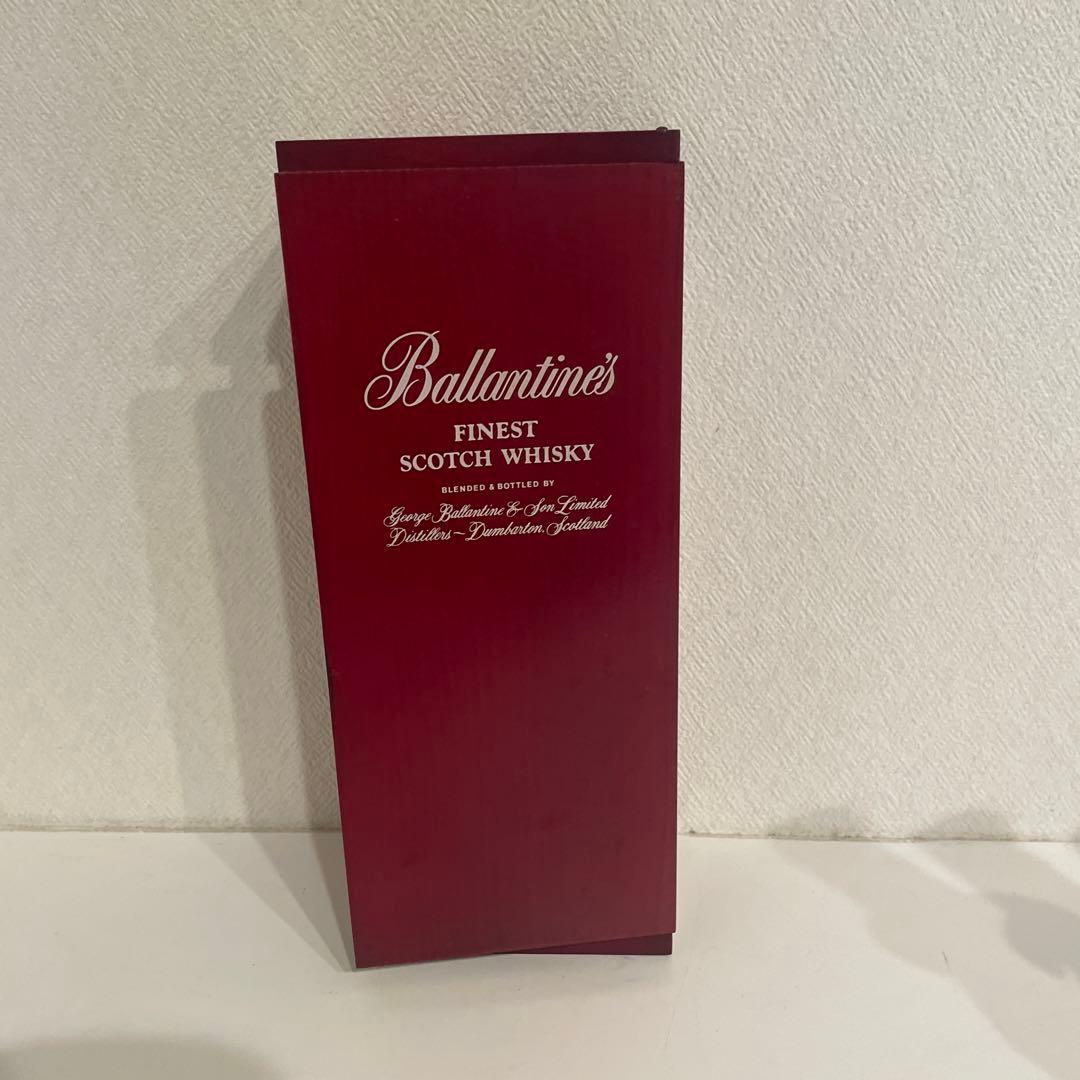 Ballantine's
FINEST
SCOTCH WHISKY
BLENDED & BOTTLED BY
George Ballantine & Son Limited
Distillers ~ Dumbarton, Scotland